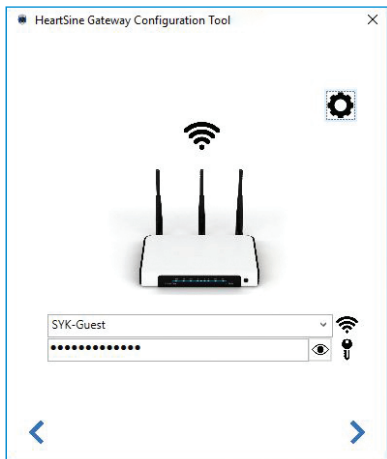 HeartSine Gateway Configuration Tool
SYK-Guest
•••••••••••••